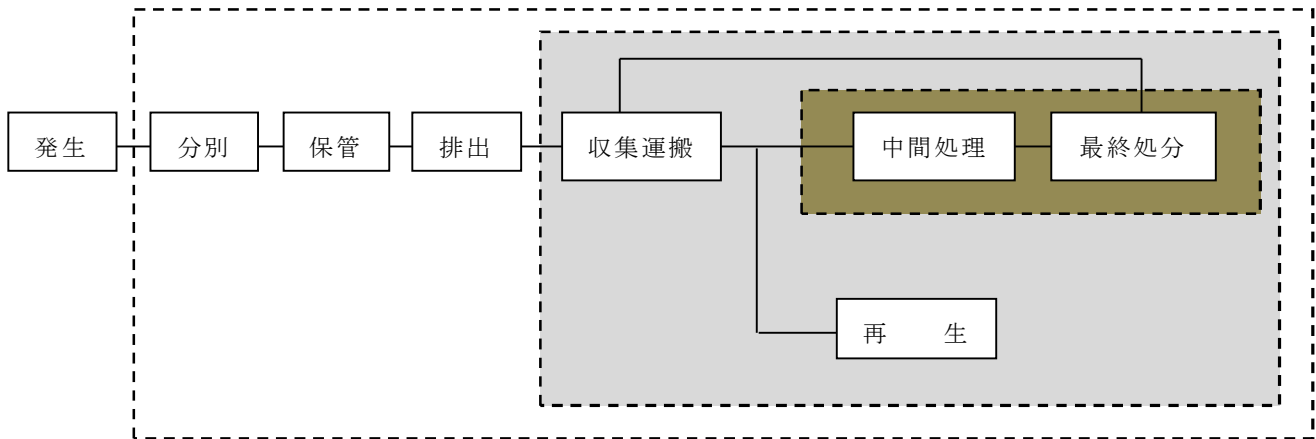 発生
分別
保管
排出
収集運搬
中間処理
最終処分
再　　生